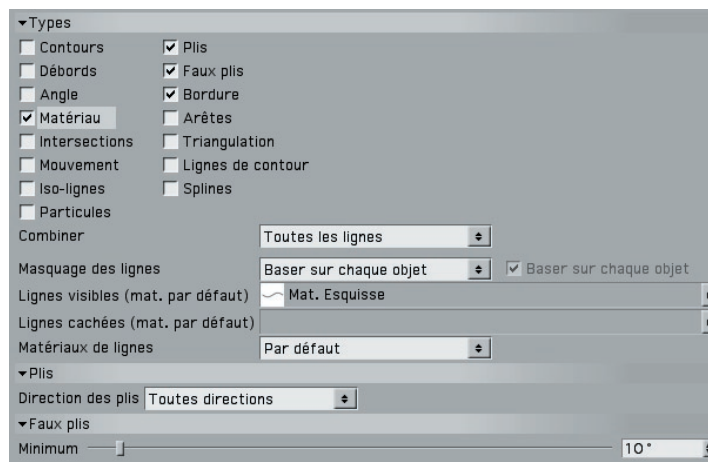 Types
Contours Plis
Débords Faux plis
Angle Bordure
Matériau Arêtes
Intersections Triangulation
Mouvement Lignes de contour
Iso-lignes Splines
Particules
Combiner Toutes les lignes
Masquage des lignes Baser sur chaque objet Baser sur chaque objet
Lignes visibles (mat. par défaut) Mat. Esquisse
Lignes cachées (mat. par défaut)
Matériaux de lignes Par défaut
Plis
Direction des plis Toutes directions
Faux plis
Minimum 10°